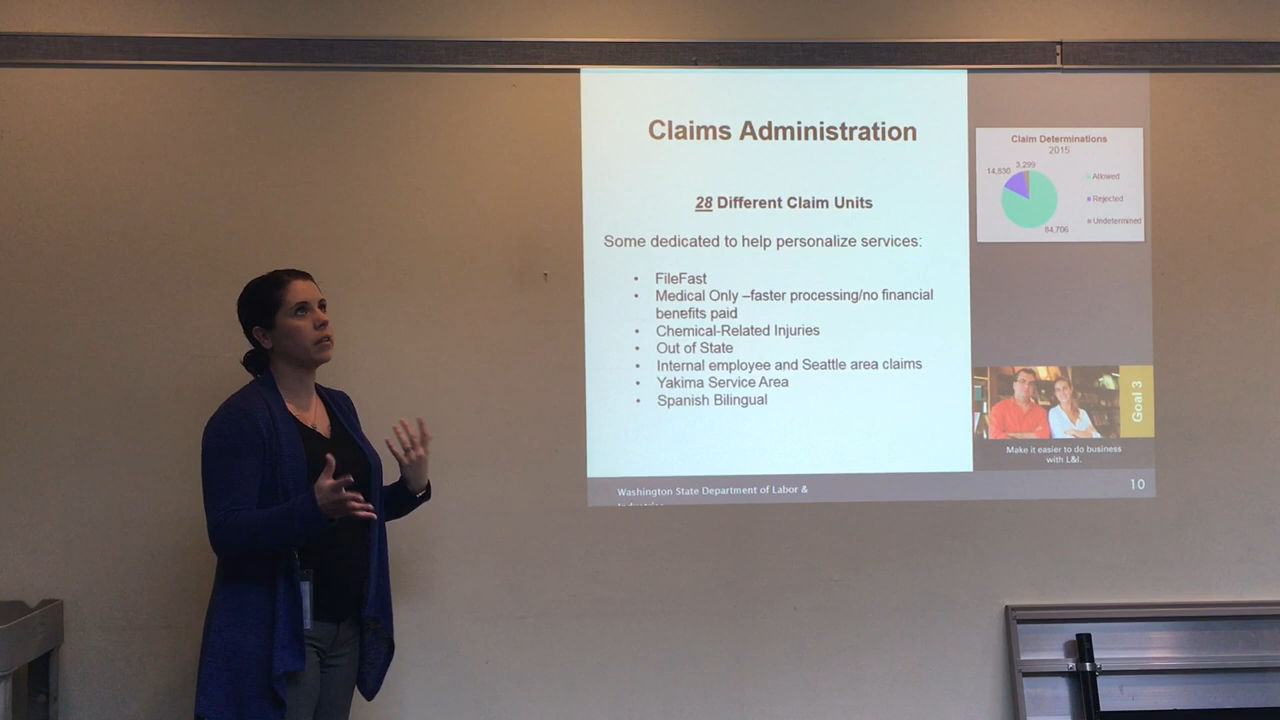 Claims Administration
28 Different Claim Units
Some dedicated to help personalize services:
• FileFast
• Medical Only –faster processing/no financial
benefits paid
• Chemical-Related Injuries
• Out of State
• Internal employee and Seattle area claims
• Yakima Service Area
• Spanish Bilingual
Claim Determinations
2015
3,299
14,930
84,706
Allowed
Rejected
Undetermined
Goal 3
Make it easier to do business
with L&I.
Washington State Department of Labor &
10